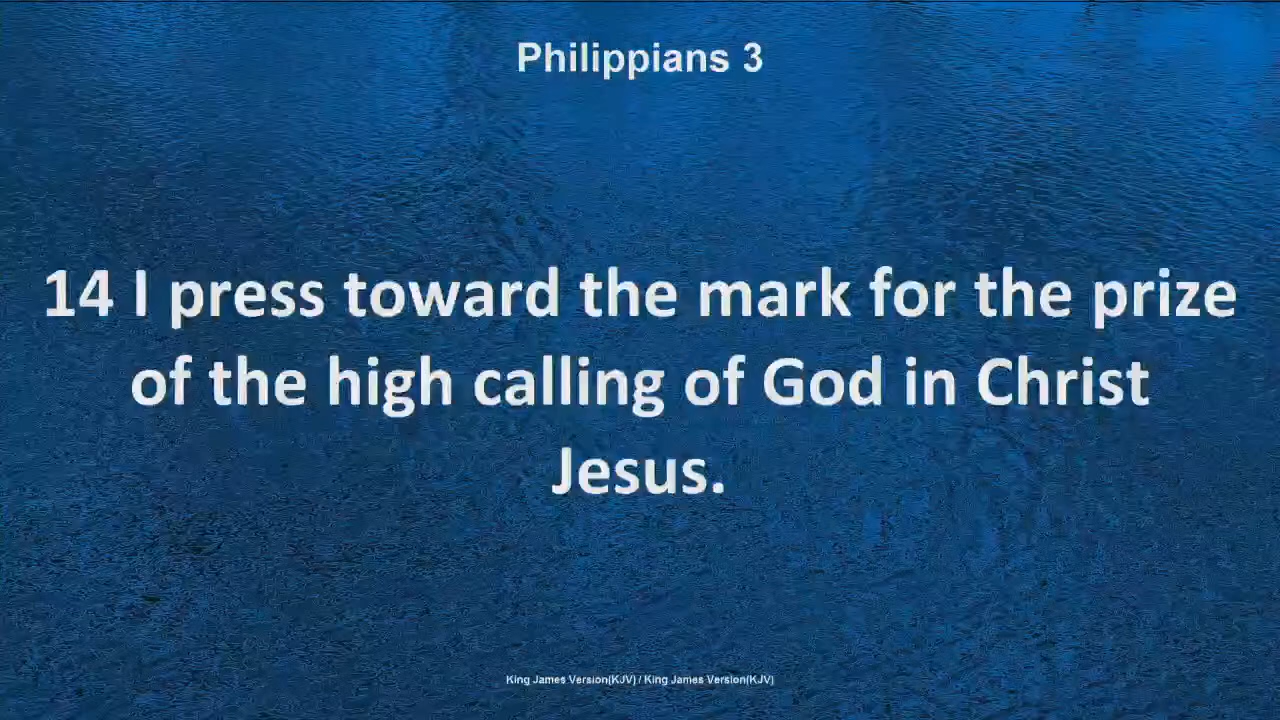 Philippians 3
14 I press toward the mark for the prize
of the high calling of God in Christ
Jesus.
King James Version(KJV) / King James Version(KJV)